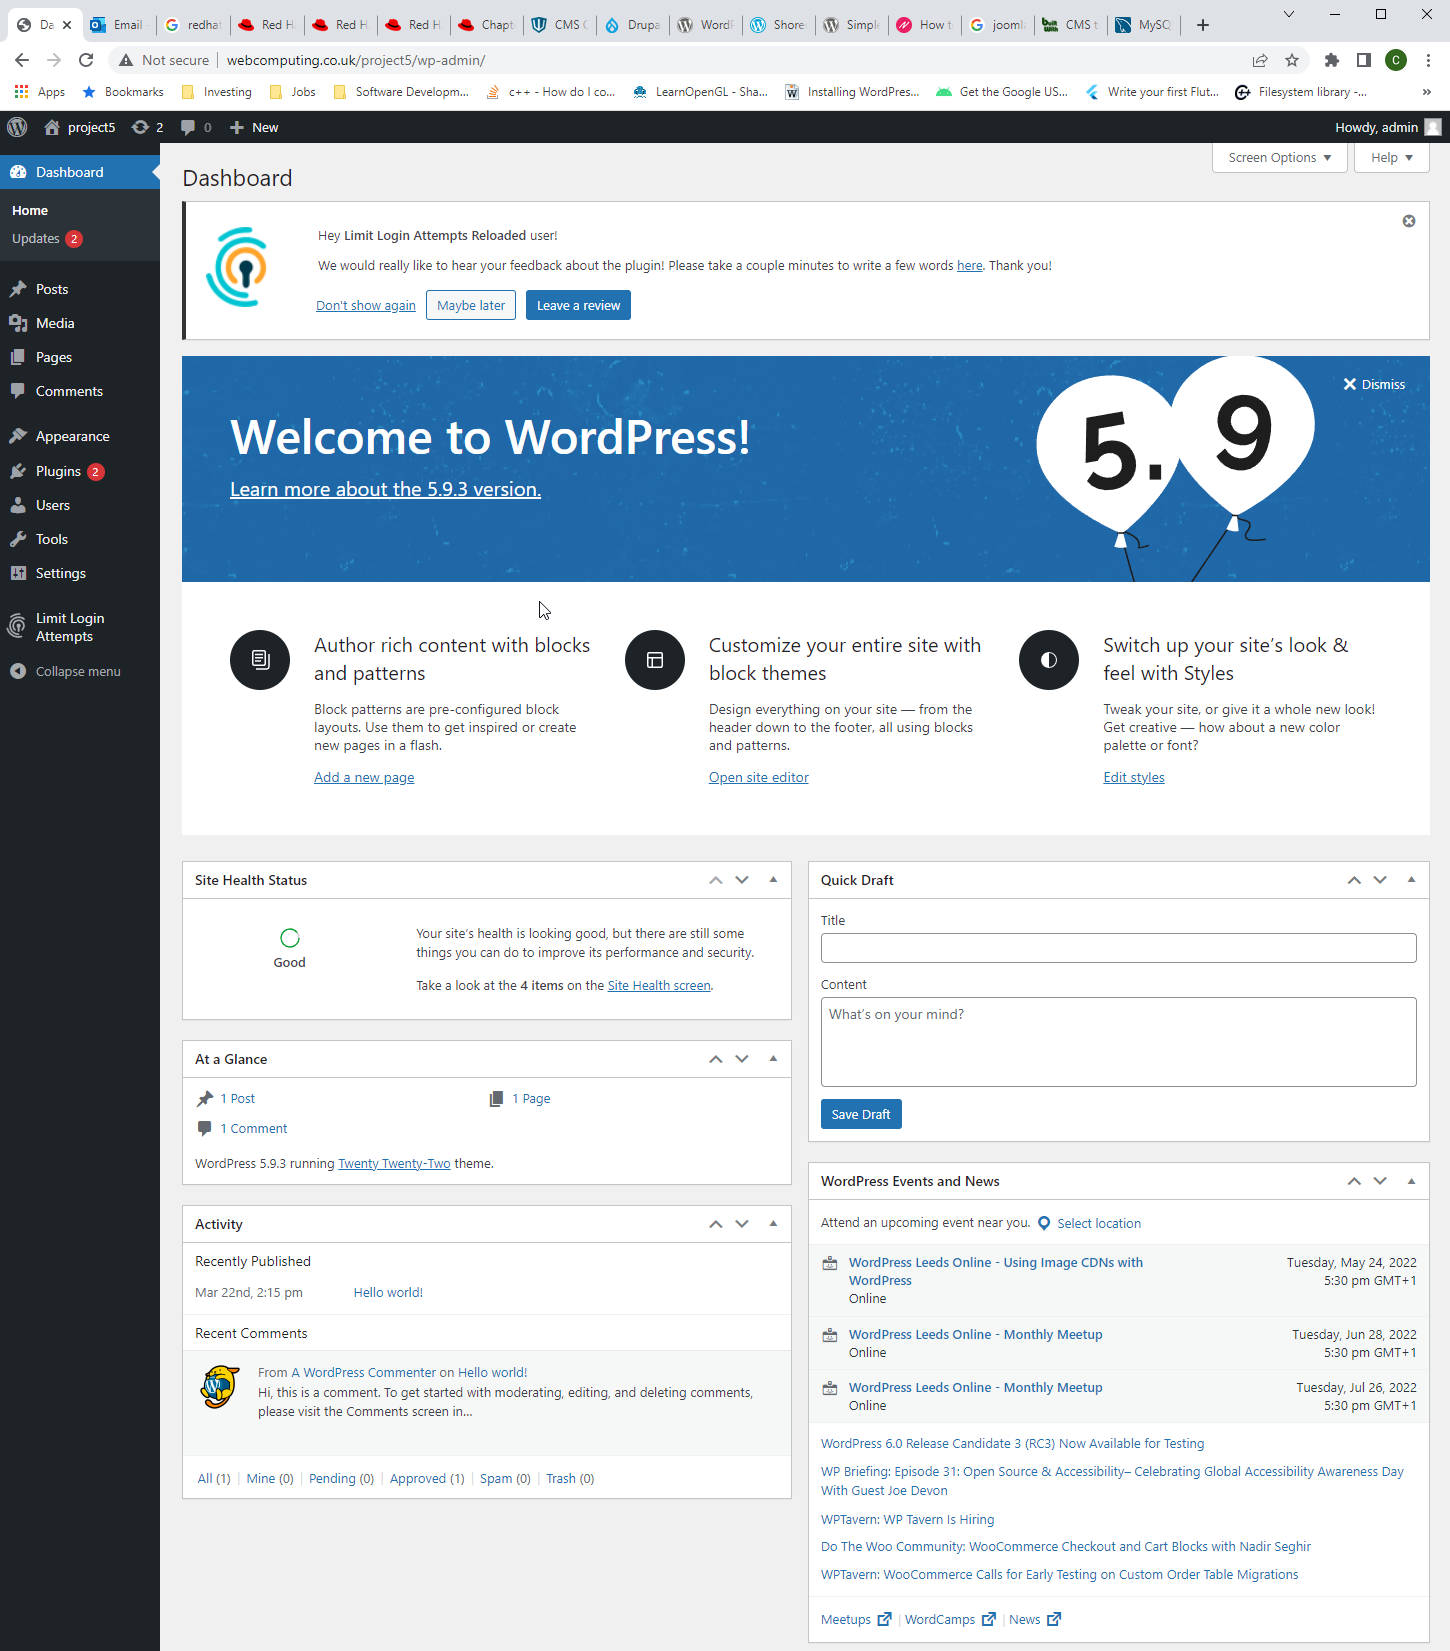 Da
Email
redhat
Red H
Red H
Red H
Chapt
CMS C
Drupa
WordP
Shore
Simple
How t
jooml
CMS t
MySQ
Not secure
webcomputing.co.uk/project5/wp-admin/
C
Apps
Bookmarks
Investing
Jobs
Software Developm...
c++ - How do I co...
LearnOpenGL - Sha...
Installing WordPress...
Get the Google US...
Write your first Flut...
Filesystem library -...
»
project5
2
0
New
Howdy, admin
Dashboard
Home
Updates 2
Posts
Media
Pages
Comments
Appearance
Plugins 2
Users
Tools
Settings
Limit Login
Attempts
Collapse menu
Screen Options
Help
Dashboard
Hey Limit Login Attempts Reloaded user!
We would really like to hear your feedback about the plugin! Please take a couple minutes to write a few words here. Thank you!
Don't show again
Maybe later
Leave a review
Dismiss
Welcome to WordPress!
Learn more about the 5.9.3 version.
5.9
Author rich content with blocks
and patterns
Block patterns are pre-configured block
layouts. Use them to get inspired or create
new pages in a flash.
Add a new page
Customize your entire site with
block themes
Design everything on your site — from the
header down to the footer, all using blocks
and patterns.
Open site editor
Switch up your site’s look &
feel with Styles
Tweak your site, or give it a whole new look!
Get creative — how about a new color
palette or font?
Edit styles
Site Health Status
Good
Your site’s health is looking good, but there are still some
things you can do to improve its performance and security.
Take a look at the 4 items on the Site Health screen.
At a Glance
1 Post
1 Page
1 Comment
WordPress 5.9.3 running Twenty Twenty-Two theme.
Activity
Recently Published
Mar 22nd, 2:15 pm
Hello world!
Recent Comments
From A WordPress Commenter on Hello world!
Hi, this is a comment. To get started with moderating, editing, and deleting comments,
please visit the Comments screen in…
All (1) | Mine (0) | Pending (0) | Approved (1) | Spam (0) | Trash (0)
Quick Draft
Title
Content
What’s on your mind?
Save Draft
WordPress Events and News
Attend an upcoming event near you. Select location
WordPress Leeds Online - Using Image CDNs with
WordPress
Online
Tuesday, May 24, 2022
5:30 pm GMT+1
WordPress Leeds Online - Monthly Meetup
Online
Tuesday, Jun 28, 2022
5:30 pm GMT+1
WordPress Leeds Online - Monthly Meetup
Online
Tuesday, Jul 26, 2022
5:30 pm GMT+1
WordPress 6.0 Release Candidate 3 (RC3) Now Available for Testing
WP Briefing: Episode 31: Open Source & Accessibility– Celebrating Global Accessibility Awareness Day
With Guest Joe Devon
WPTavern: WP Tavern Is Hiring
Do The Woo Community: WooCommerce Checkout and Cart Blocks with Nadir Seghir
WPTavern: WooCommerce Calls for Early Testing on Custom Order Table Migrations
Meetups | WordCamps | News